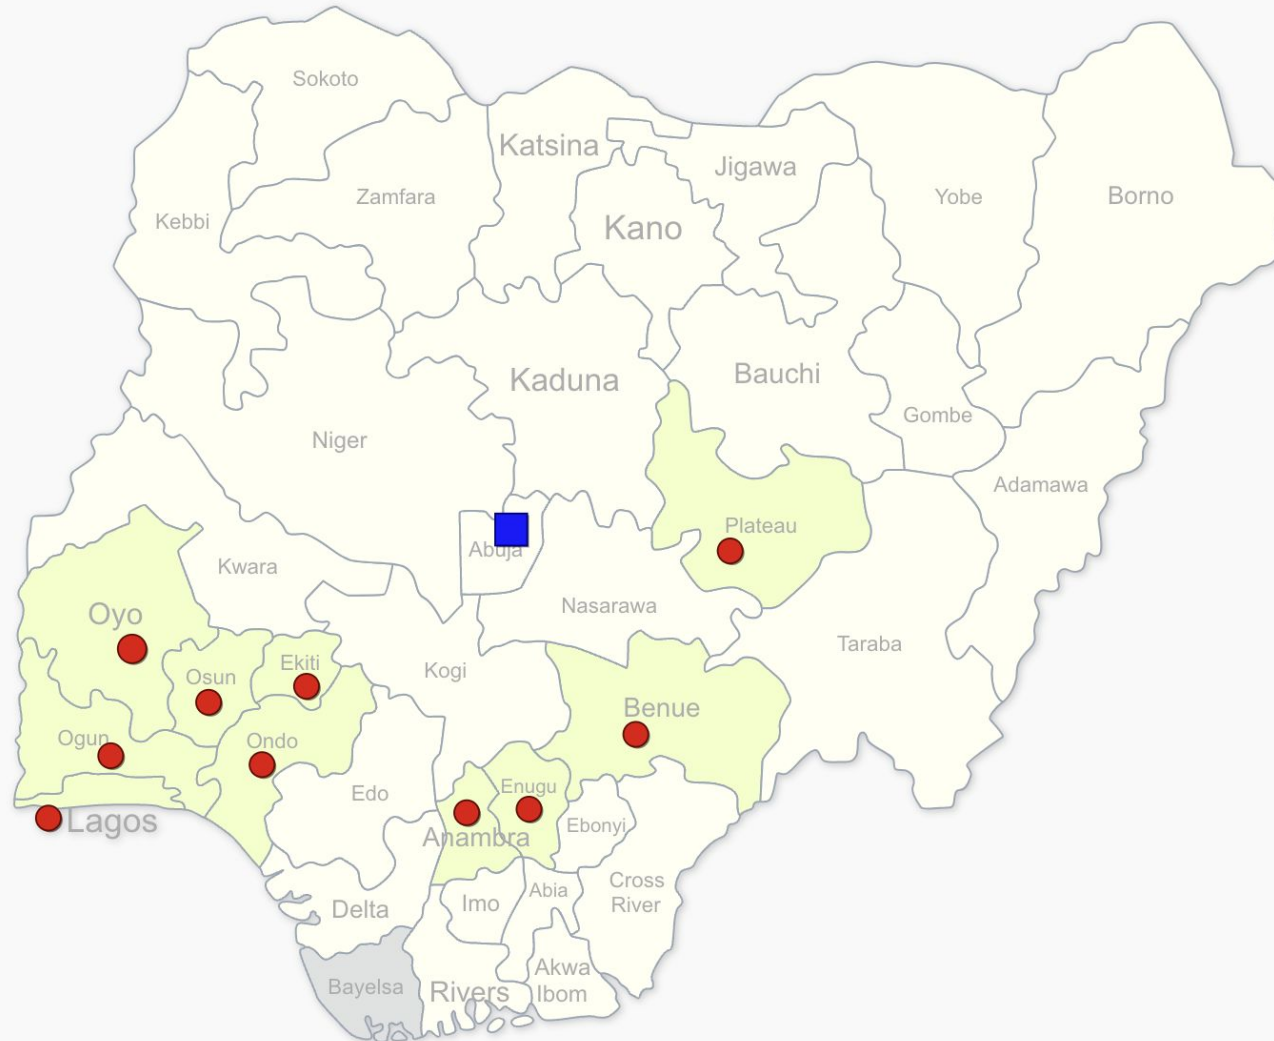 Sokoto
Katsina
Jigawa
Zamfara
Yobe
Borno
Kebbi
Kano
Kaduna
Bauchi
Gombe
Niger
Adamawa
Plateau
Abuja
Kwara
Nasarawa
Oyo
Taraba
Ekiti
Kogi
Osun
Benue
Ogun
Ondo
Enugu
Edo
Lagos
Ebonyi
Anambra
Cross
River
Abia
Imo
Delta
Akwa
Ibom
Bayelsa
Rivers